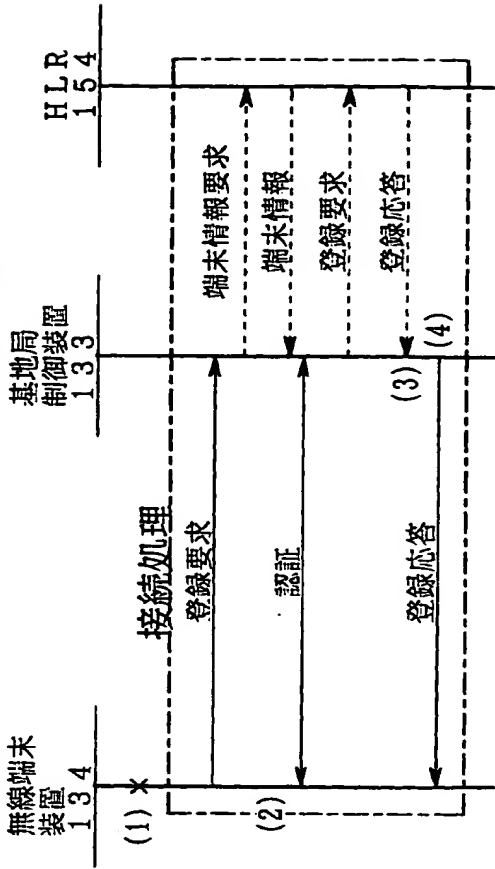 無線端末
装置
134
基地局
制御装置
133
HLR
154
(1)
接続処理
登録要求
端末情報要求
(2)
認証
端末情報
登録要求
(3)
登録応答
(4)
登録応答